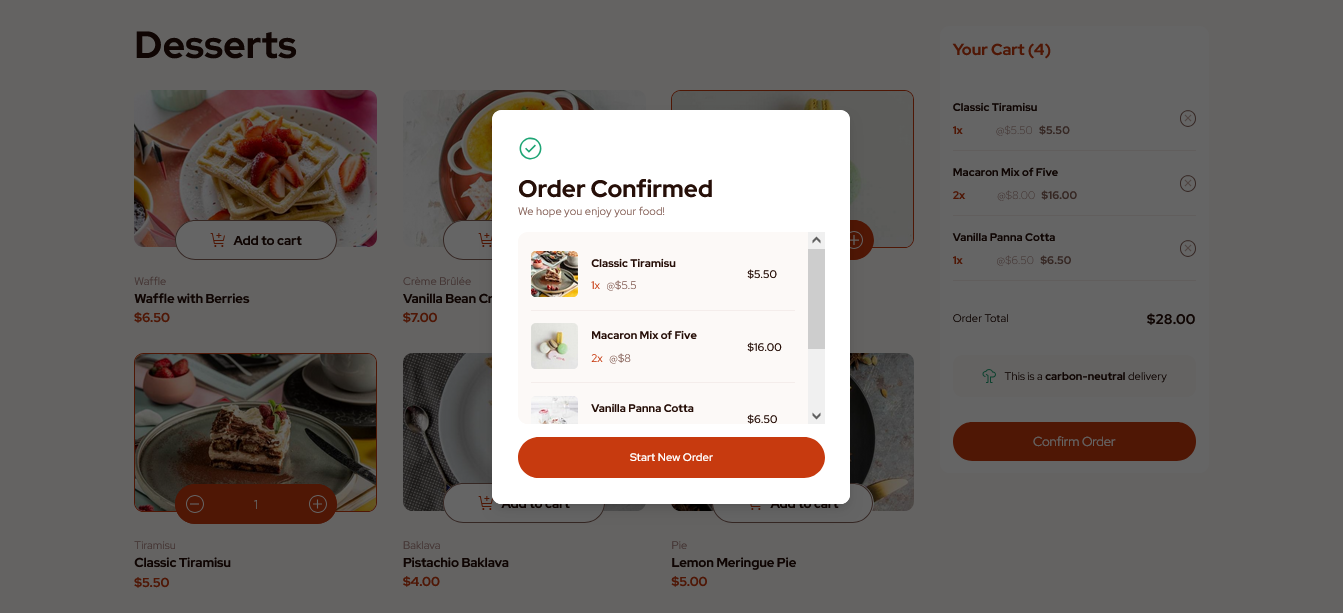 Desserts
Add to cart
Waffle
Waffle with Berries
$6.50
Crème Brûlée
Vanilla Bean Cr
$7.00
1
Tiramisu
Classic Tiramisu
$5.50
Add to cart
Baklava
Pistachio Baklava
$4.00
Add to cart
Pie
Lemon Meringue Pie
$5.00
Order Confirmed
We hope you enjoy your food!
Classic Tiramisu
1x @$5.5
$5.50
Macaron Mix of Five
2x @$8
$16.00
Vanilla Panna Cotta
$6.50
Start New Order
Your Cart (4)
Classic Tiramisu
1x @$5.50 $5.50
Macaron Mix of Five
2x @$8.00 $16.00
Vanilla Panna Cotta
1x @$6.50 $6.50
Order Total $28.00
This is a carbon-neutral delivery
Confirm Order